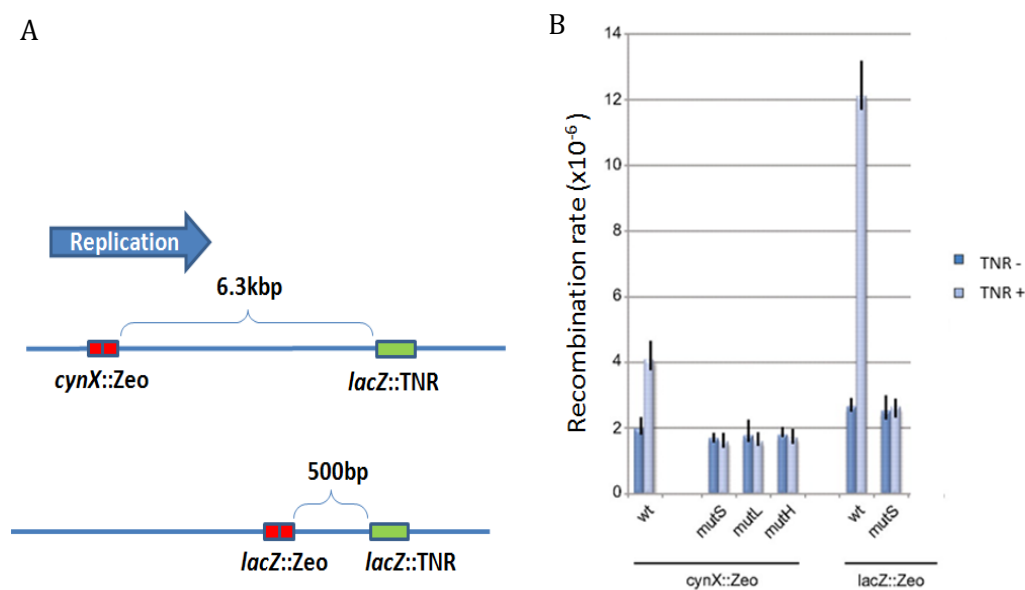 A
Replication
6.3kbp
cynX::Zeo
lacZ::TNR
500bp
lacZ::Zeo
lacZ::TNR
B
Recombination rate (x10-6)
14
12
10
8
6
4
2
0
wt
mutS
mutL
mutH
wt
mutS
cynX::Zeo
lacZ::Zeo
TNR -
TNR +